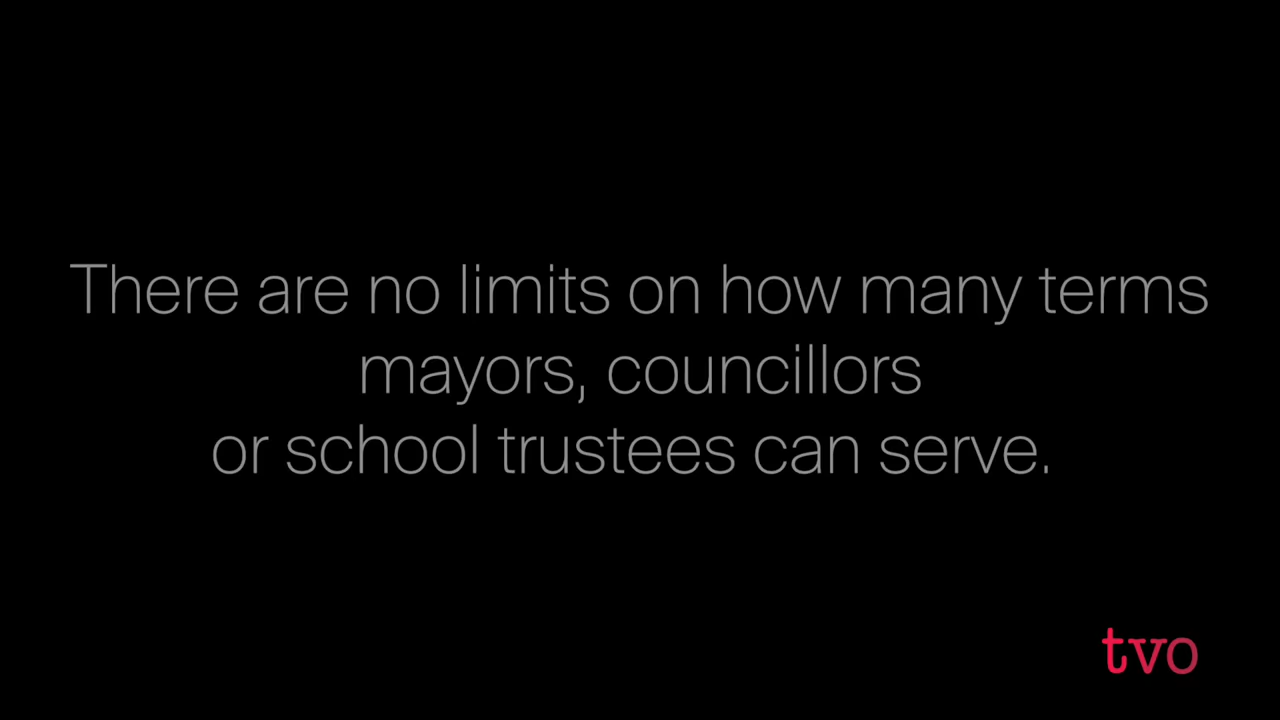 There are no limits on how many terms
mayors, councillors
or school trustees can serve.
tvo